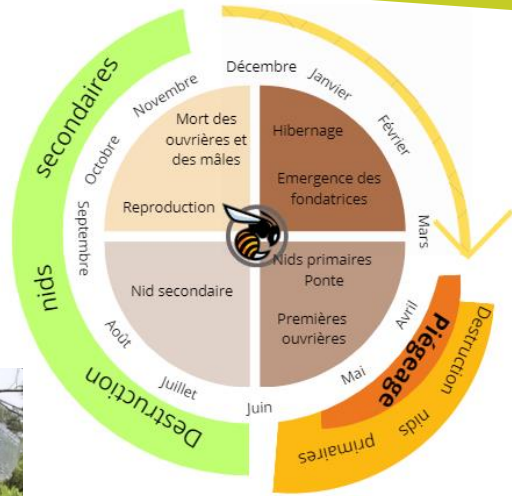 Décembre
Janvier
Février
Mars
Avril
Mai
Juin
Juillet
Août
Septembre
Octobre
Novembre
Mort des
ouvrières et
des mâles
Reproduction
Hibernage
Emergence des
fondatrices
Nids primaires
Ponte
Premières
ouvrières
Nid secondaire
Piégeage
Destruction nids primaires
Destruction nids secondaires